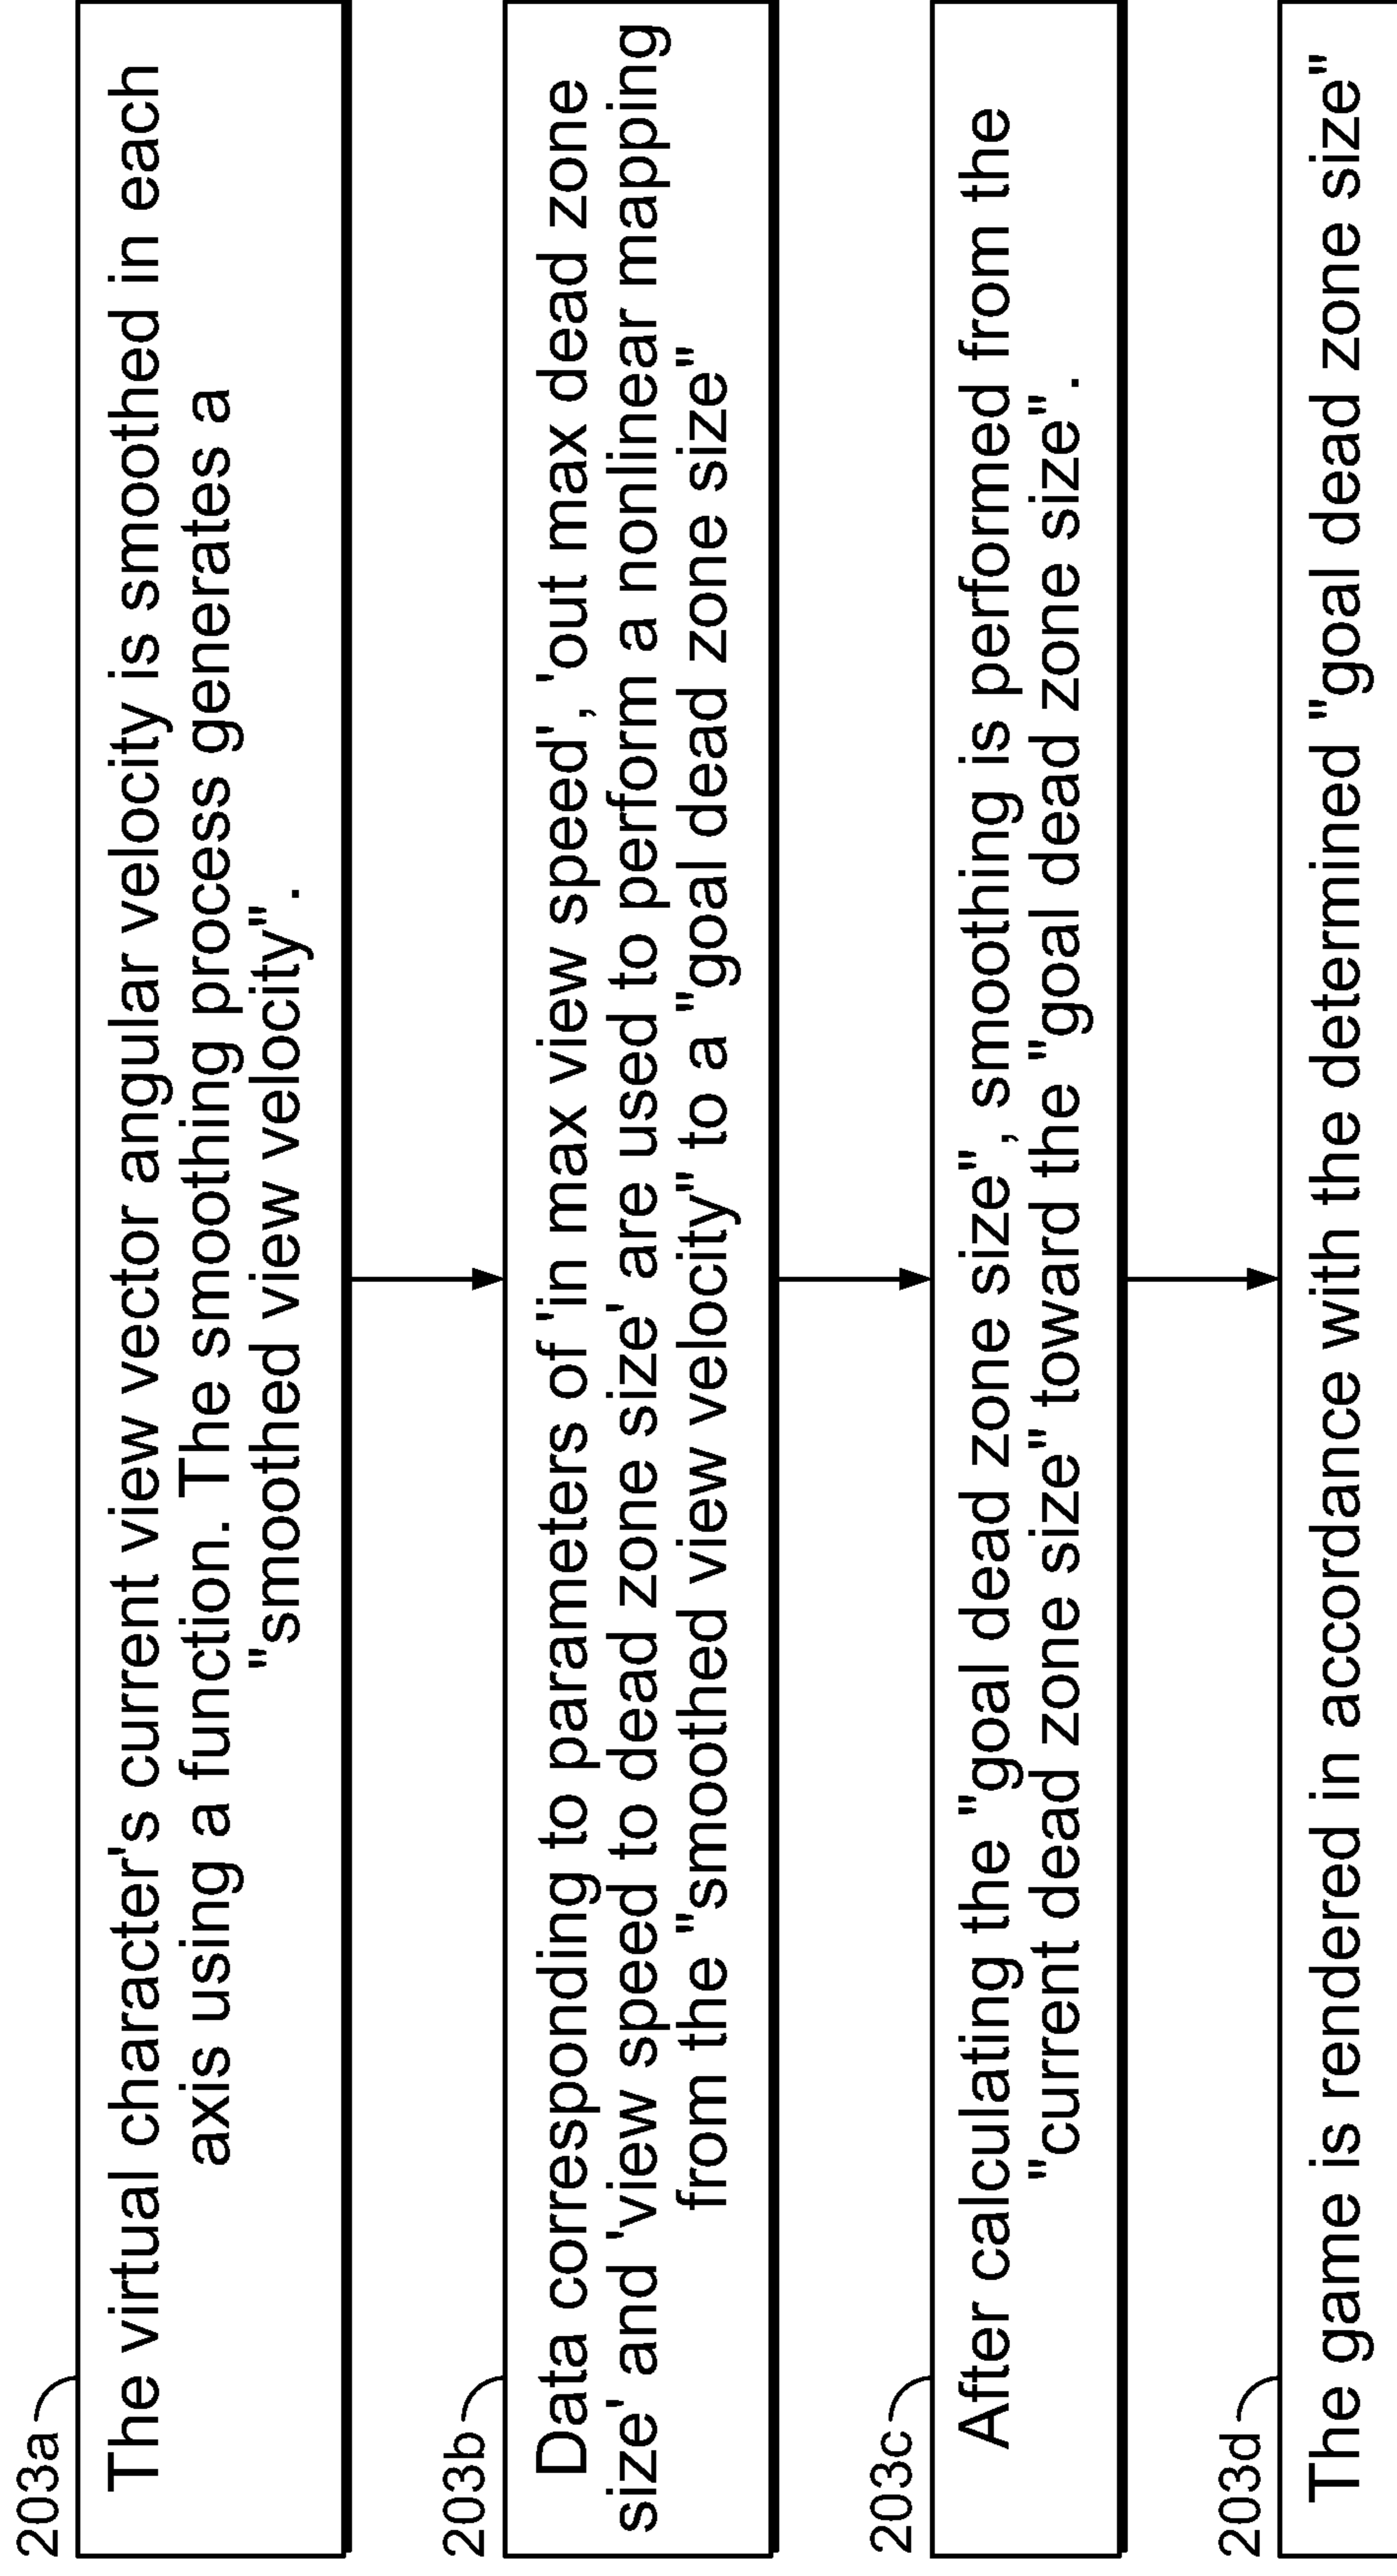 203a
The virtual character's current view vector angular velocity is smoothed in each
axis using a function. The smoothing process generates a
"smoothed view velocity".
203b
Data corresponding to parameters of 'in max view speed', 'out max dead zone
size' and 'view speed to dead zone size' are used to perform a nonlinear mapping
from the "smoothed view velocity" to a "goal dead zone size"
203c
After calculating the "goal dead zone size", smoothing is performed from the
"current dead zone size" toward the "goal dead zone size".
203d
The game is rendered in accordance with the determined "goal dead zone size"